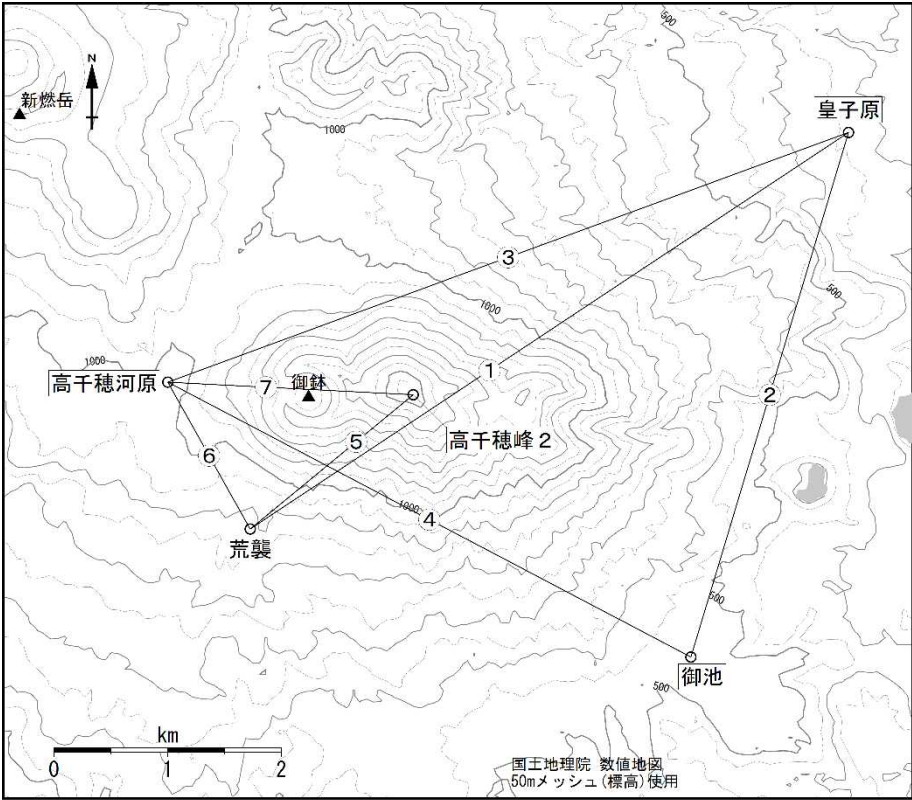 500
N
新燃岳
1000
皇子原
3
500
1000
1
1000
高千穂河原
7
御鉢
2
高千穂峰2
5
6
1000
4
荒襲
500
御池
500
km
0
1
2
国土地理院 数値地図
50mメッシュ(標高)使用